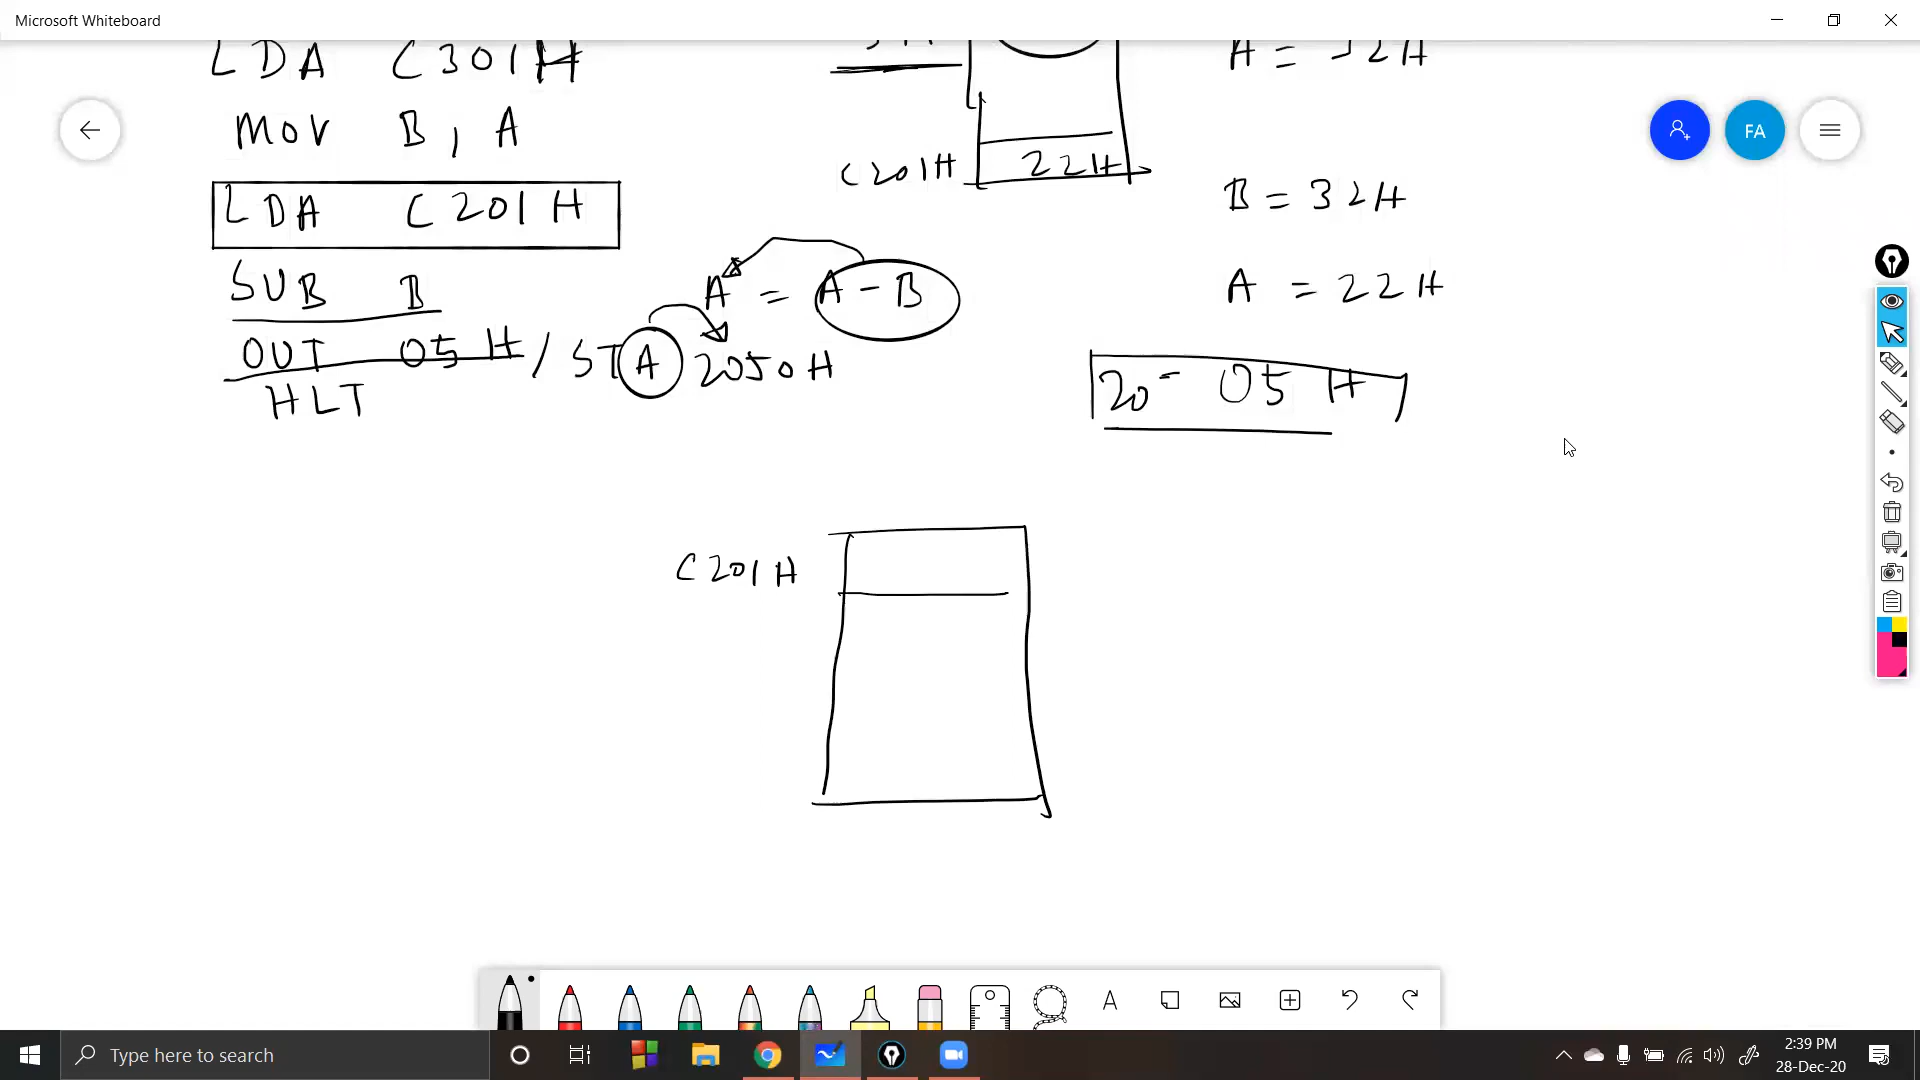 Microsoft Whiteboard
LDA C301H
MOV B, A
LDA C201H
SUB B
OUT 05H / STA 2050H
HLT
C201H 22H
A = A - B
A = 32H
B = 32H
A = 22H
20- 05 H
C201H
FA
A
Type here to search
2:39 PM
28-Dec-20